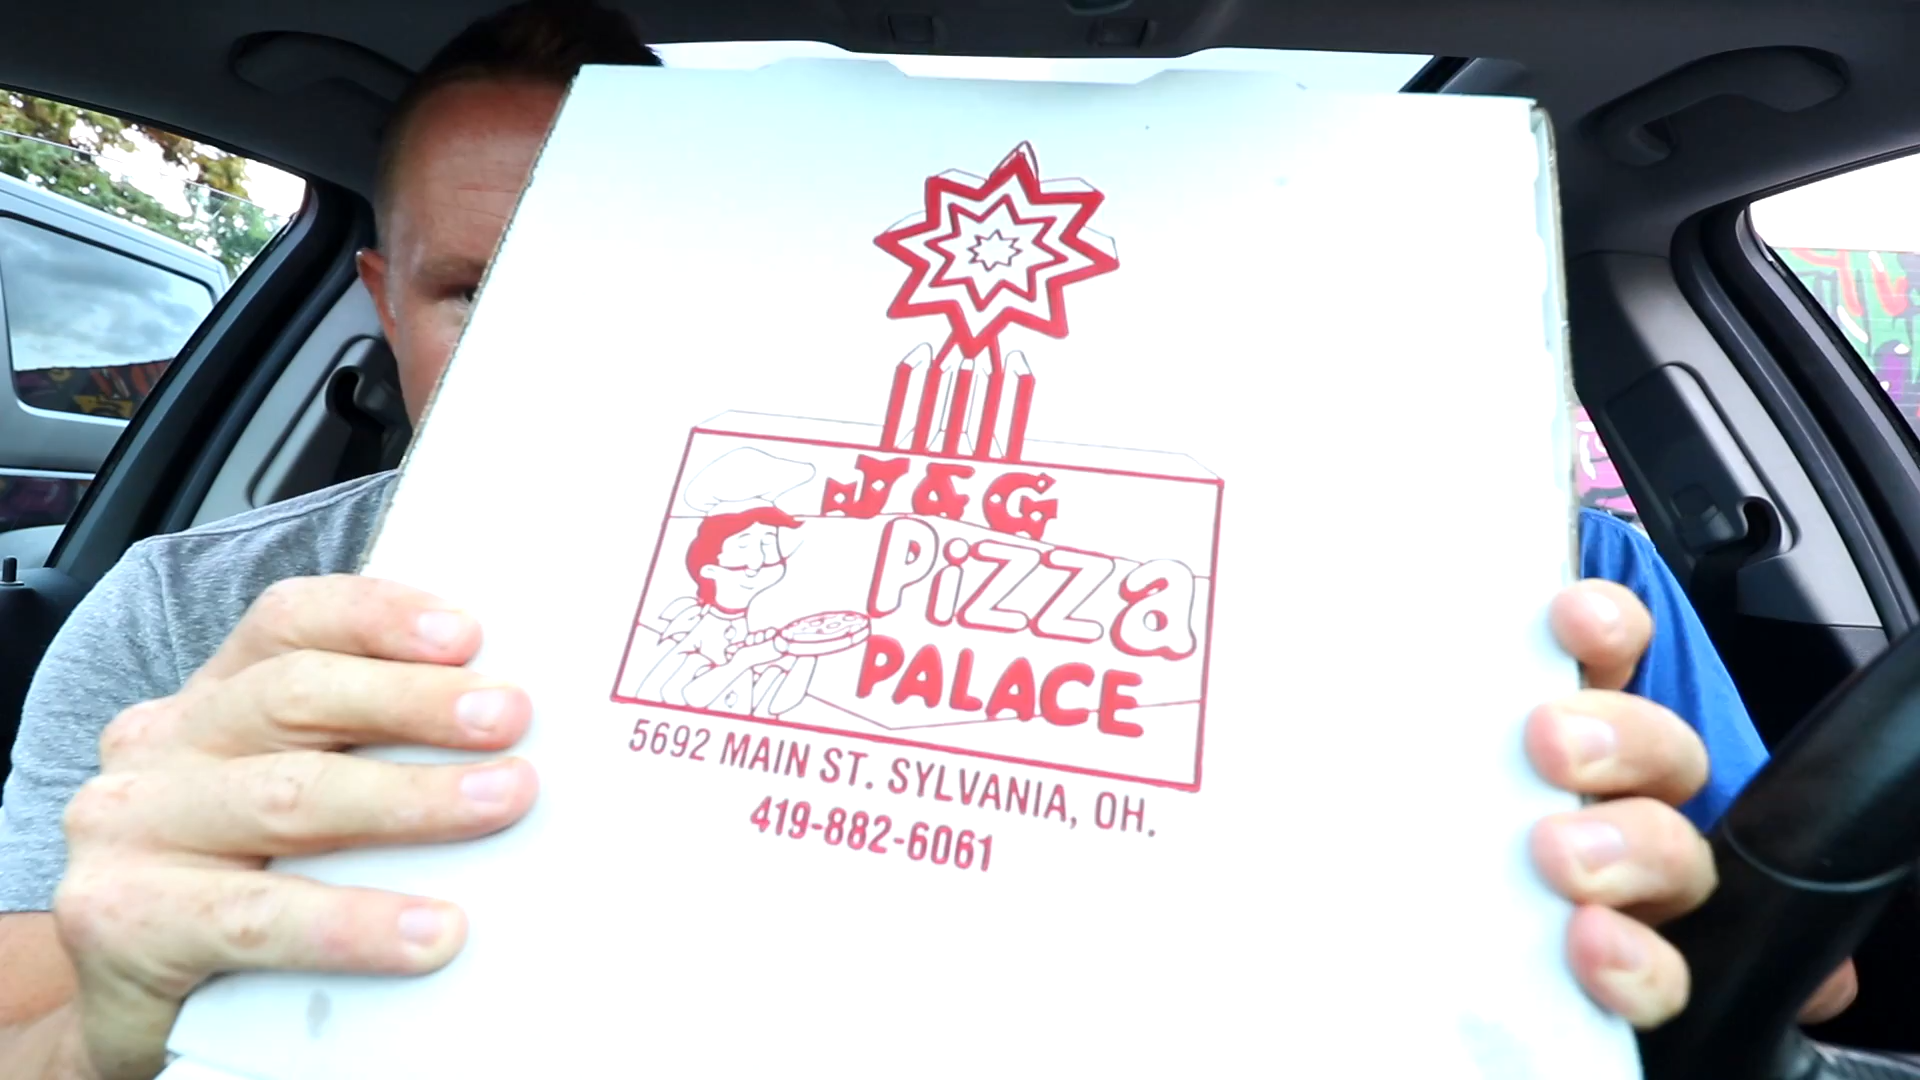 J & G
Pizza
PALACE
5692 MAIN ST. SYLVANIA, OH.
419-882-6061